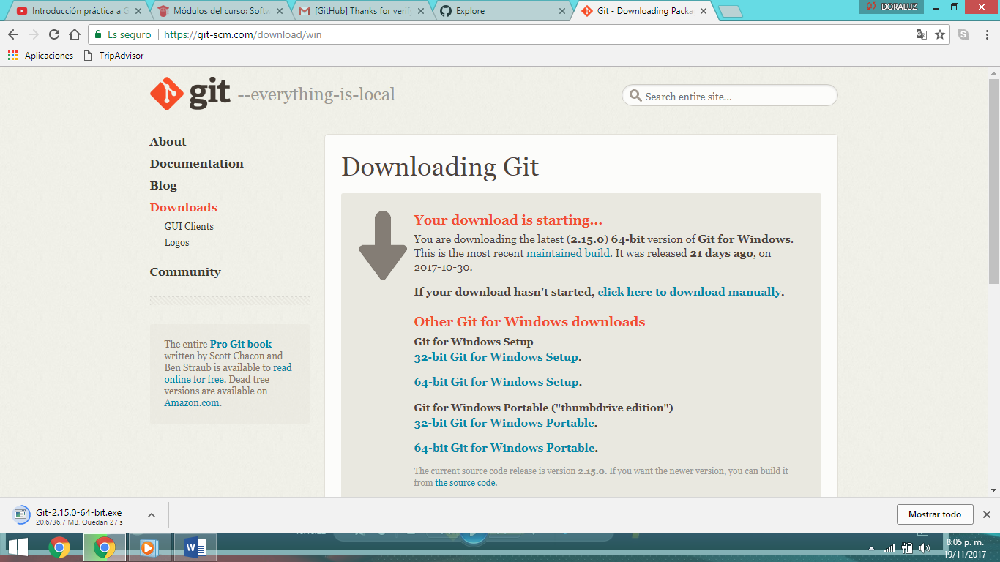 Introducción práctica a G
Módulos del curso: Softw
[GitHub] Thanks for verify
Explore
Git - Downloading Packa
DORALUZ
Es seguro
https://git-scm.com/download/win
Aplicaciones
TripAdvisor
git --everything-is-local
Search entire site...
About
Documentation
Blog
Downloads
GUI Clients
Logos
Community
The entire Pro Git book
written by Scott Chacon and
Ben Straub is available to read
online for free. Dead tree
versions are available on
Amazon.com.
Downloading Git
Your download is starting...
You are downloading the latest (2.15.0) 64-bit version of Git for Windows.
This is the most recent maintained build. It was released 21 days ago, on
2017-10-30.
If your download hasn't started, click here to download manually.
Other Git for Windows downloads
Git for Windows Setup
32-bit Git for Windows Setup.
64-bit Git for Windows Setup.
Git for Windows Portable ("thumbdrive edition")
32-bit Git for Windows Portable.
64-bit Git for Windows Portable.
The current source code release is version 2.15.0. If you want the newer version, you can build it
from the source code.
Git-2.15.0-64-bit.exe
20,6/36,7 MB, Quedan 27 s
Mostrar todo
8:05 p. m.
19/11/2017